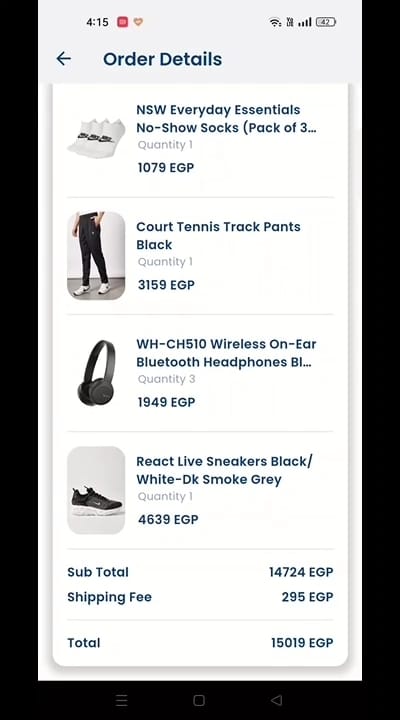 4:15
42
Order Details
NSW Everyday Essentials
No-Show Socks (Pack of 3...
Quantity 1
1079 EGP
Court Tennis Track Pants
Black
Quantity 1
3159 EGP
WH-CH510 Wireless On-Ear
Bluetooth Headphones Bl...
Quantity 3
1949 EGP
React Live Sneakers Black/
White-Dk Smoke Grey
Quantity 1
4639 EGP
Sub Total 14724 EGP
Shipping Fee 295 EGP
Total 15019 EGP